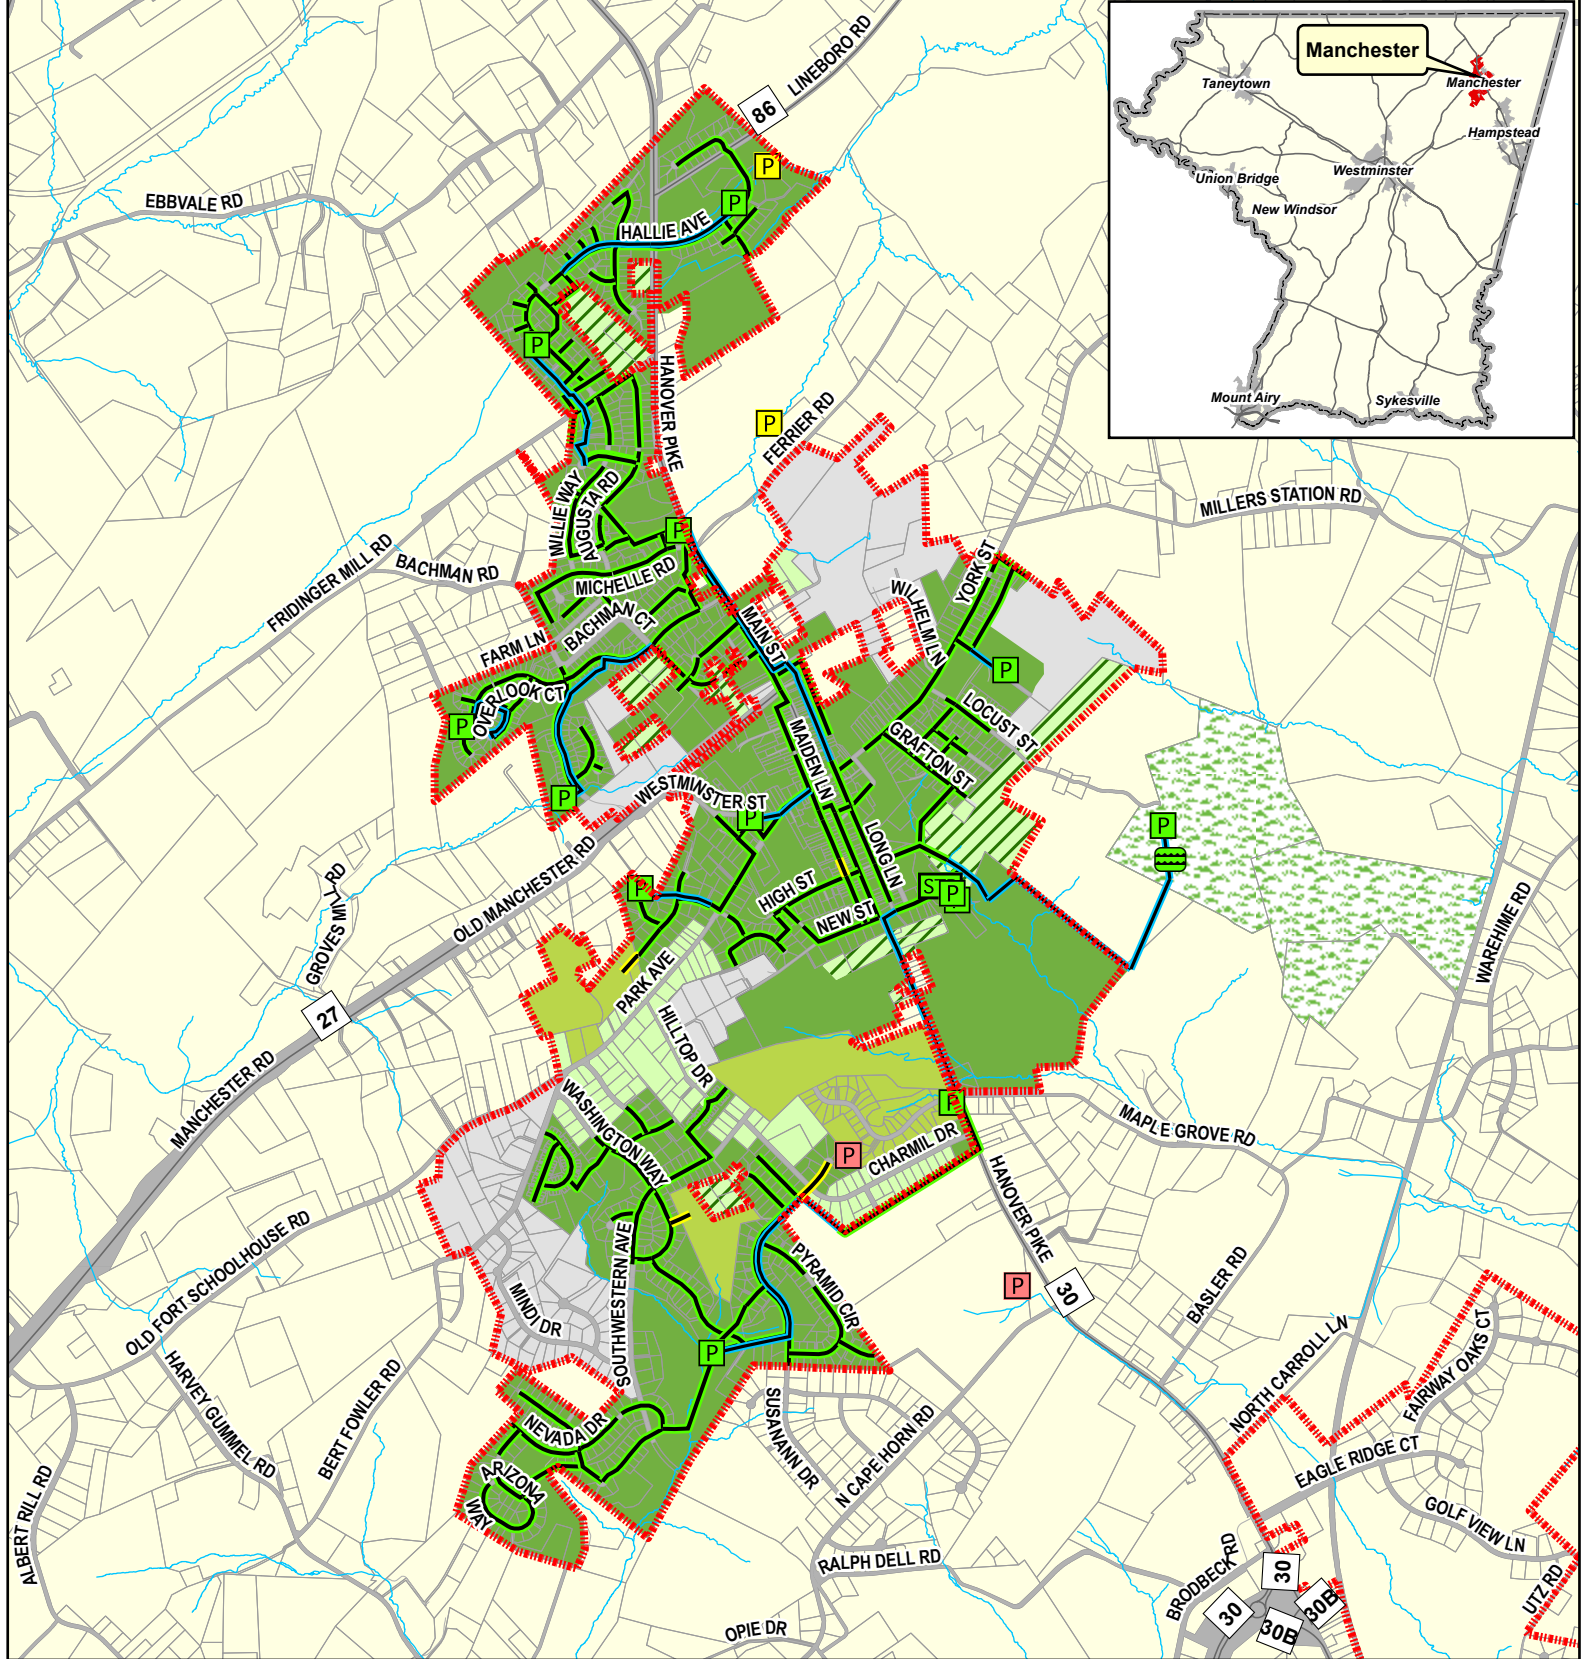 LINEBORO RD
86
P
EBBVALE RD
P
HALLIE AVE
P
HANOVER PIKE
P
FERRIER RD
MILLIE WAY
AUGUSTA RD
P
MILLERS STATION RD
FRIDINGER MILL RD
BACHMAN RD
MICHELLE RD
BACHMAN CT
FARM LN
MAIN ST
WILHELM LN
YORK ST
P
OVERLOOK CT
P
LOCUST ST
GRAFTON ST
MAIDEN LN
P
WESTMINSTER ST
P
P
LONG LN
OLD MANCHESTER RD
P
HIGH ST
NEW ST
ST
P
GROVES MILL RD
WAREHIME RD
PARK AVE
27
HILLTOP DR
MANCHESTER RD
WASHINGTON WAY
P
MAPLE GROVE RD
P
CHARMIL DR
HANOVER PIKE
OLD FORT SCHOOLHOUSE RD
SOUTHWESTERN AVE
PYRAMID CIR
P
30
BASLER RD
MINDI DR
P
NORTH CARROLL LN
FAIRWAY OAKS CT
HARVEY GUMMEL RD
BERT FOWLER RD
NEVADA DR
SUSANANN DR
N CAPE HORN RD
EAGLE RIDGE CT
ARIZONA
WAY
GOLF VIEW LN
ALBERT RILL RD
RALPH DELL RD
BRODBECK RD
30
30
30B
30B
UTZ RD
OPIE DR
Manchester
Taneytown
Manchester
Hampstead
Westminster
Union Bridge
New Windsor
Mount Airy
Sykesville